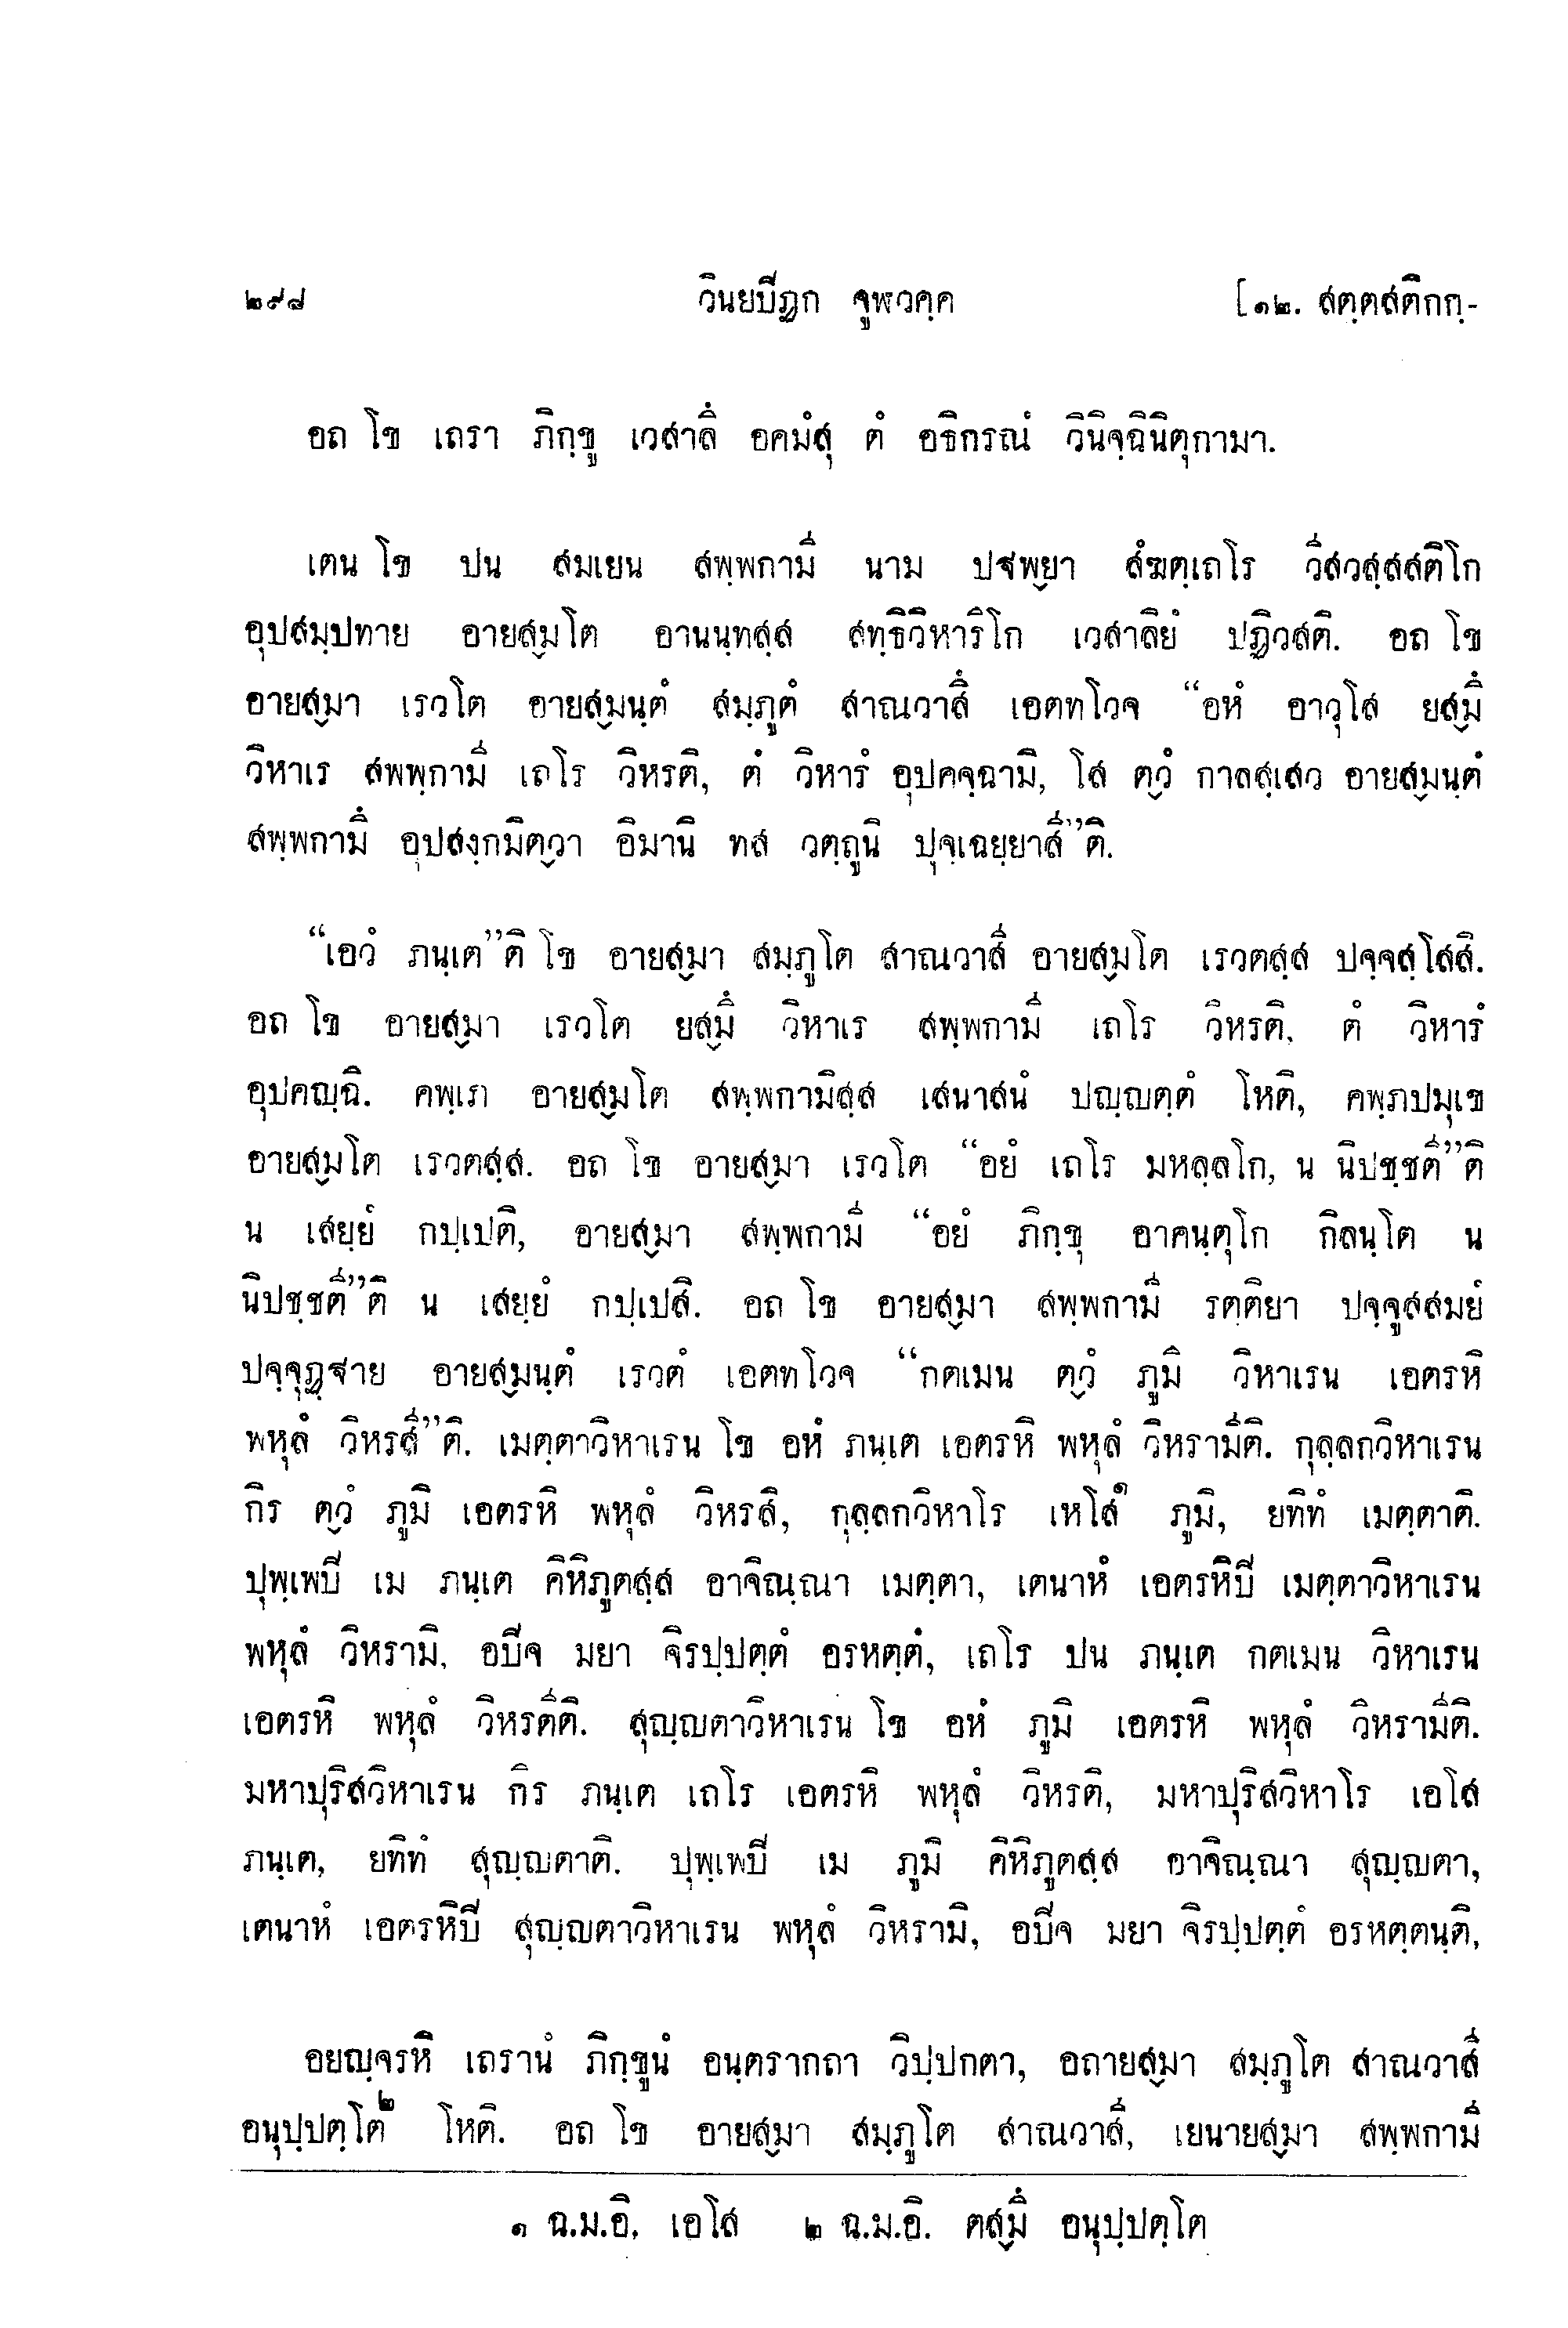 ๒๙๘ วินยปิฏก จูฬวคฺค [๑๒. สตฺตสติกกฺ-
อถ โข เถรา ภิกฺขู เวสาลึ อคมํสุ ตํ อธิกรณํ วินิจฺฉินิตุกามา.
เตน โข ปน สมเยน สพฺพกามี นาม ปฐพฺยา สํฆตฺเถโร วีสวสฺสสติโก
อุปสมฺปทาย อายสฺมโต อานนฺทสฺส สทฺธิวิหาริโก เวสาลิยํ ปฏิวสติ. อถ โข
อายสฺมา เรวโต อายสฺมนฺตํ สมฺภูตํ สาณวาสึ เอตทโวจ “อหํ อาวุโส ยสฺมึ
วิหาเร สพพฺกามี เถโร วิหรติ, ตํ วิหารํ อุปคจฺฉามิ, โส ตฺวํ กาลสฺเสว อายสฺมนฺตํ
สพฺพกามึ อุปสงฺกมิตฺวา อิมานิ ทส วตฺถูนิ ปุจฺเฉยฺยาสี”ติ.
“เอวํ ภนฺเต”ติ โข อายสฺมา สมฺภูโต สาณวาสี อายสฺมโต เรวตสฺส ปจฺจสฺโสสิ.
อถ โข อายสฺมา เรวโต ยสฺมึ วิหาเร สพฺพกามี เถโร วิหรติ, ตํ วิหารํ
อุปคญฺฉิ. คพฺเภ อายสฺมโต สพฺพกามิสฺส เสนาสนํ ปญฺญตฺตํ โหติ, คพฺภปมุเข
อายสฺมโต เรวตสฺส. อถ โข อายสฺมา เรวโต “อยํ เถโร มหลฺลโก, น นิปชฺชตี”ติ
น เสยฺยํ กปฺเปติ, อายสฺมา สพฺพกามี “อยํ ภิกฺขุ อาคนฺตุโก กิลนฺโต น
นิปชฺชตี”ติ น เสยฺยํ กปฺเปสิ. อถ โข อายสฺมา สพฺพกามี รตฺติยา ปจฺจูสสมยํ
ปจฺจุฏฺฐาย อายสฺมนฺตํ เรวตํ เอตทโวจ “กตเมน ตฺวํ ภูมิ วิหาเรน เอตรหิ
พหุลํ วิหรสี”ติ. เมตฺตาวิหาเรน โข อหํ ภนฺเต เอตรหิ พหุลํ วิหรามีติ. กุลฺลกวิหาเรน
กิร ตฺวํ ภูมิ เอตรหิ พหุลํ วิหรสิ, กุลฺลกวิหาโร เหโส๑ ภูมิ, ยทิทํ เมตฺตาติ.
ปุพฺเพปิ เม ภนฺเต คิหิภูตสฺส อาจิณฺณา เมตฺตา, เตนาหํ เอตรหิปิ เมตฺตาวิหาเรน
พหุลํ วิหรามิ, อปิจ มยา จิรปฺปตฺตํ อรหตฺตํ, เถโร ปน ภนฺเต กตเมน วิหาเรน
เอตรหิ พหุลํ วิหรตีติ. สุญฺญตาวิหาเรน โข อหํ ภูมิ เอตรหิ พหุลํ วิหรามีติ.
มหาปุริสวิหาเรน กิร ภนฺเต เถโร เอตรหิ พหุลํ วิหรติ, มหาปุริสวิหาโร เอโส
ภนฺเต, ยทิทํ สุญฺญตาติ. ปุพฺเพปิ เม ภูมิ คิหิภูตสฺส อาจิณฺณา สุญฺญตา,
เตนาหํ เอตรหิปิ สุญฺญตาวิหาเรน พหุลํ วิหรามิ, อปิจ มยา จิรปฺปตฺตํ อรหตฺตนฺติ,
อยญฺจรหิ เถรานํ ภิกฺขูนํ อนฺตรากถา วิปฺปกตา, อถายสฺมา สมฺภูโต สาณวาสี
อนุปฺปตฺโต๒ โหติ. อถ โข อายสฺมา สมฺภูโต สาณวาสี, เยนายสฺมา สพฺพกามี
๑ ฉ.ม.อิ. เอโส ๒ ฉ.ม.อิ. ตสฺมึ อนุปฺปตฺโต